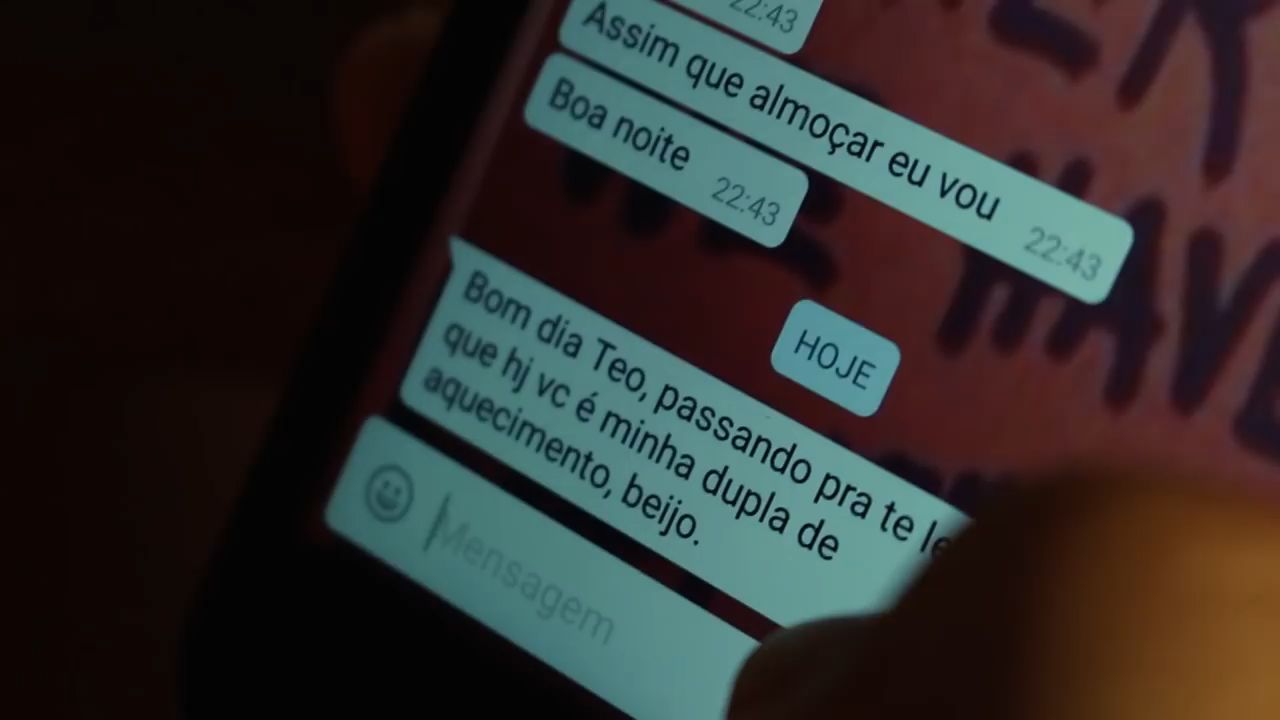 22:43
Assim que almoçar eu vou 22:43
Boa noite 22:43
HOJE
Bom dia Teo, passando pra te
que hj vc é minha dupla de
aquecimento, beijo.
Mensagem